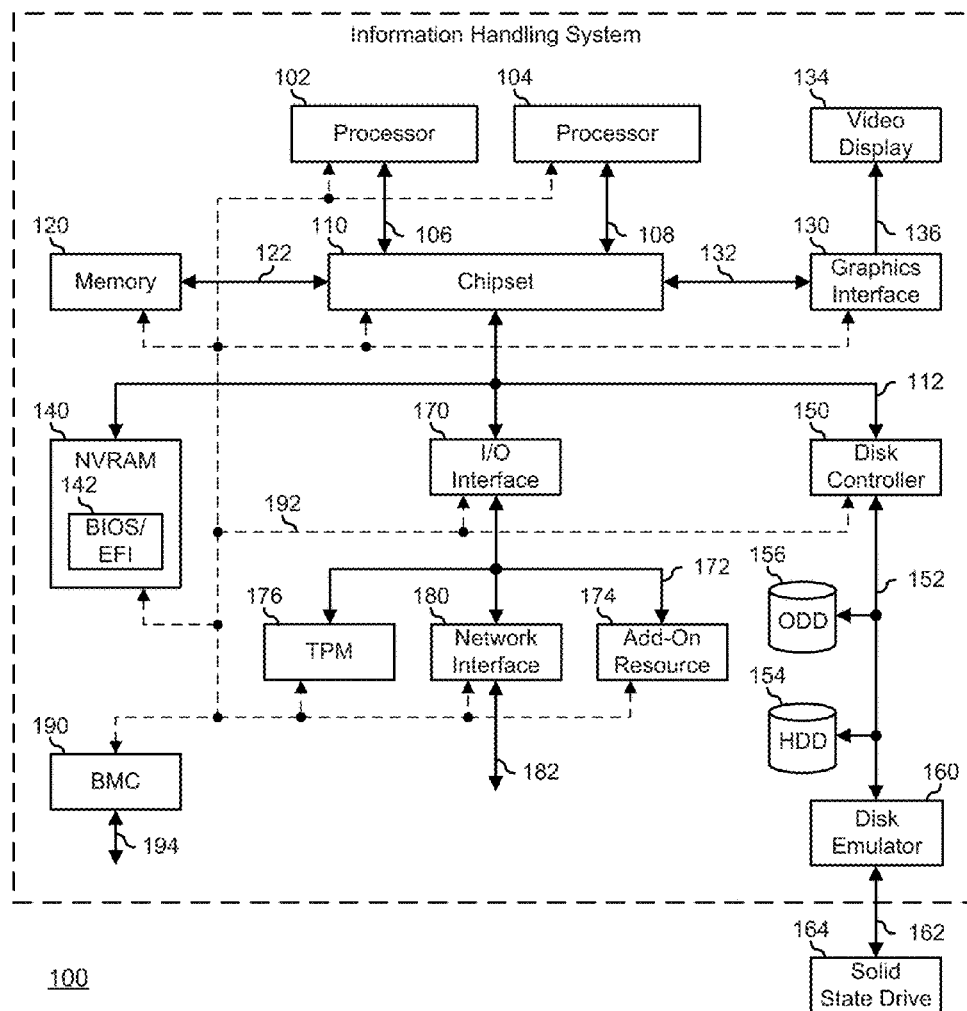 Information Handling System
102
104
134
Processor
Processor
Video
Display
120
110
106
108
130
136
122
132
Memory
Chipset
Graphics
Interface
112
140
170
150
NVRAM
I/O
Interface
Disk
Controller
142
BIOS/
EFI
192
156
152
172
176
180
174
ODD
TPM
Network
Interface
Add-On
Resource
154
190
HDD
182
BMC
160
194
Disk
Emulator
164
162
100
Solid
State Drive